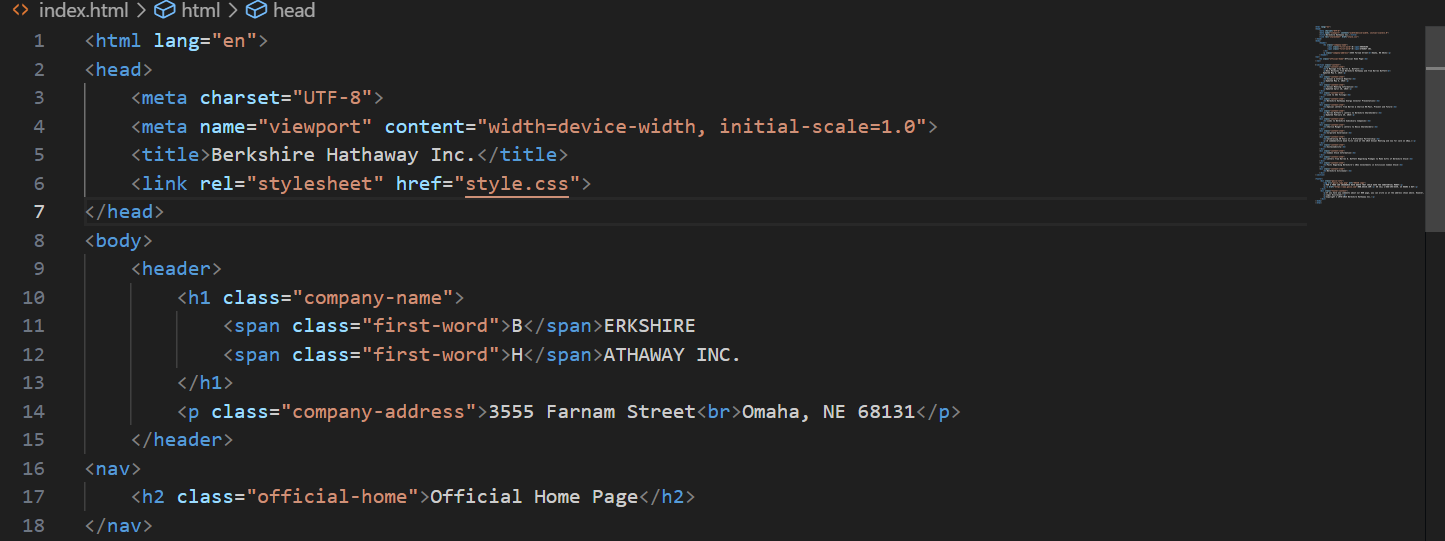 index.html > html > head
1 <html lang="en">
2 <head>
3     <meta charset="UTF-8">
4     <meta name="viewport" content="width=device-width, initial-scale=1.0">
5     <title>Berkshire Hathaway Inc.</title>
6     <link rel="stylesheet" href="style.css">
7 </head>
8 <body>
9     <header>
10         <h1 class="company-name">
11             <span class="first-word">B</span>ERKSHIRE
12             <span class="first-word">H</span>ATHAWAY INC.
13         </h1>
14         <p class="company-address">3555 Farnam Street<br>Omaha, NE 68131</p>
15     </header>
16 <nav>
17     <h2 class="official-home">Official Home Page</h2>
18 </nav>